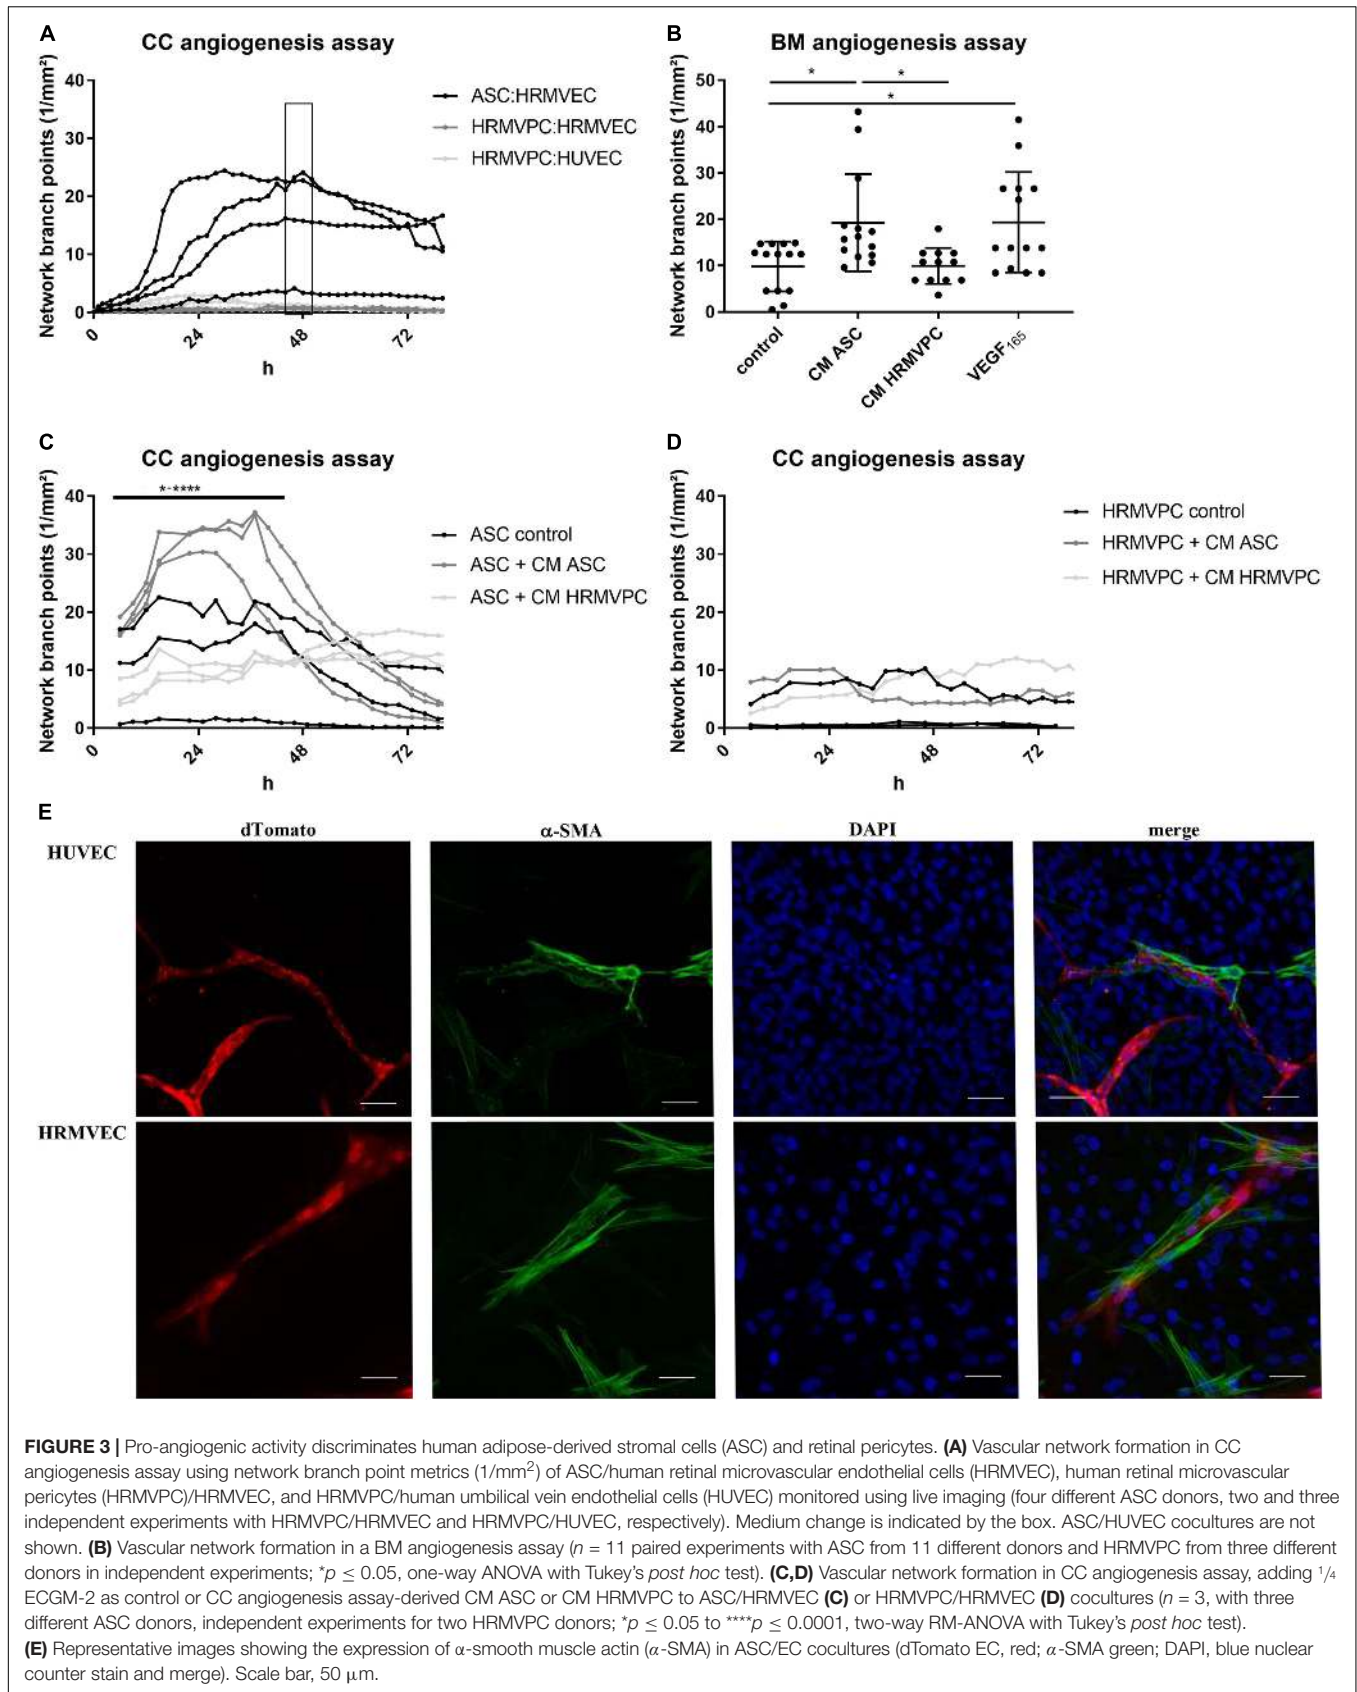 A
CC angiogenesis assay
Network branch points (1/mm²)
40
30
20
10
0
0
24
48
72
h
ASC:HRMVEC
HRMVPC:HRMVEC
HRMVPC:HUVEC
B
BM angiogenesis assay
Network branch points (1/mm²)
50
40
30
20
10
0
*
*
*
control
CM ASC
CM HRMVPC
VEGF₁₆₅
C
CC angiogenesis assay
Network branch points (1/mm²)
40
30
20
10
0
*-****
0
24
48
72
h
ASC control
ASC + CM ASC
ASC + CM HRMVPC
D
CC angiogenesis assay
Network branch points (1/mm²)
40
30
20
10
0
0
24
48
72
h
HRMVPC control
HRMVPC + CM ASC
HRMVPC + CM HRMVPC
E
dTomato
α-SMA
DAPI
merge
HUVEC
HRMVEC
FIGURE 3 | Pro-angiogenic activity discriminates human adipose-derived stromal cells (ASC) and retinal pericytes. (A) Vascular network formation in CC
angiogenesis assay using network branch point metrics (1/mm²) of ASC/human retinal microvascular endothelial cells (HRMVEC), human retinal microvascular
pericytes (HRMVPC)/HRMVEC, and HRMVPC/human umbilical vein endothelial cells (HUVEC) monitored using live imaging (four different ASC donors, two and three
independent experiments with HRMVPC/HRMVEC and HRMVPC/HUVEC, respectively). Medium change is indicated by the box. ASC/HUVEC cocultures are not
shown. (B) Vascular network formation in a BM angiogenesis assay (n = 11 paired experiments with ASC from 11 different donors and HRMVPC from three different
donors in independent experiments; *p ≤ 0.05, one-way ANOVA with Tukey's post hoc test). (C,D) Vascular network formation in CC angiogenesis assay, adding ¹/₄
ECGM-2 as control or CC angiogenesis assay-derived CM ASC or CM HRMVPC to ASC/HRMVEC (C) or HRMVPC/HRMVEC (D) cocultures (n = 3, with three
different ASC donors, independent experiments for two HRMVPC donors; *p ≤ 0.05 to ****p ≤ 0.0001, two-way RM-ANOVA with Tukey's post hoc test).
(E) Representative images showing the expression of α-smooth muscle actin (α-SMA) in ASC/EC cocultures (dTomato EC, red; α-SMA green; DAPI, blue nuclear
counter stain and merge). Scale bar, 50 μm.